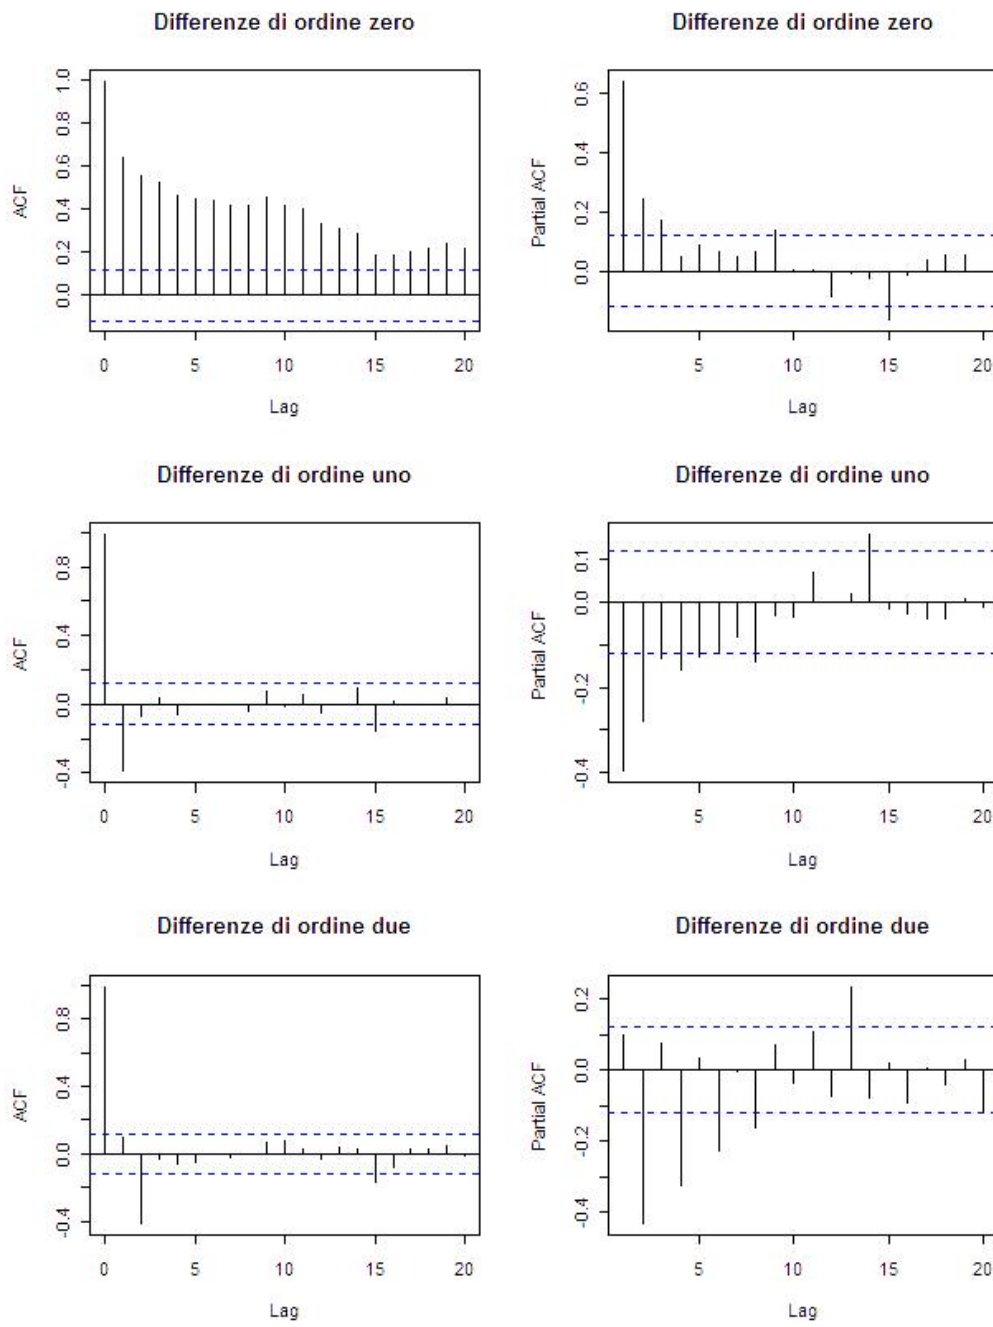 Differenze di ordine zero
ACF
0.0 0.2 0.4 0.6 0.8 1.0
0 5 10 15 20
Lag
Differenze di ordine zero
Partial ACF
0.0 0.2 0.4 0.6
5 10 15 20
Lag
Differenze di ordine uno
ACF
-0.4 0.0 0.4 0.8
0 5 10 15 20
Lag
Differenze di ordine uno
Partial ACF
-0.4 -0.2 0.0 0.1
5 10 15 20
Lag
Differenze di ordine due
ACF
-0.4 0.0 0.4 0.8
0 5 10 15 20
Lag
Differenze di ordine due
Partial ACF
-0.4 -0.2 0.0 0.2
5 10 15 20
Lag